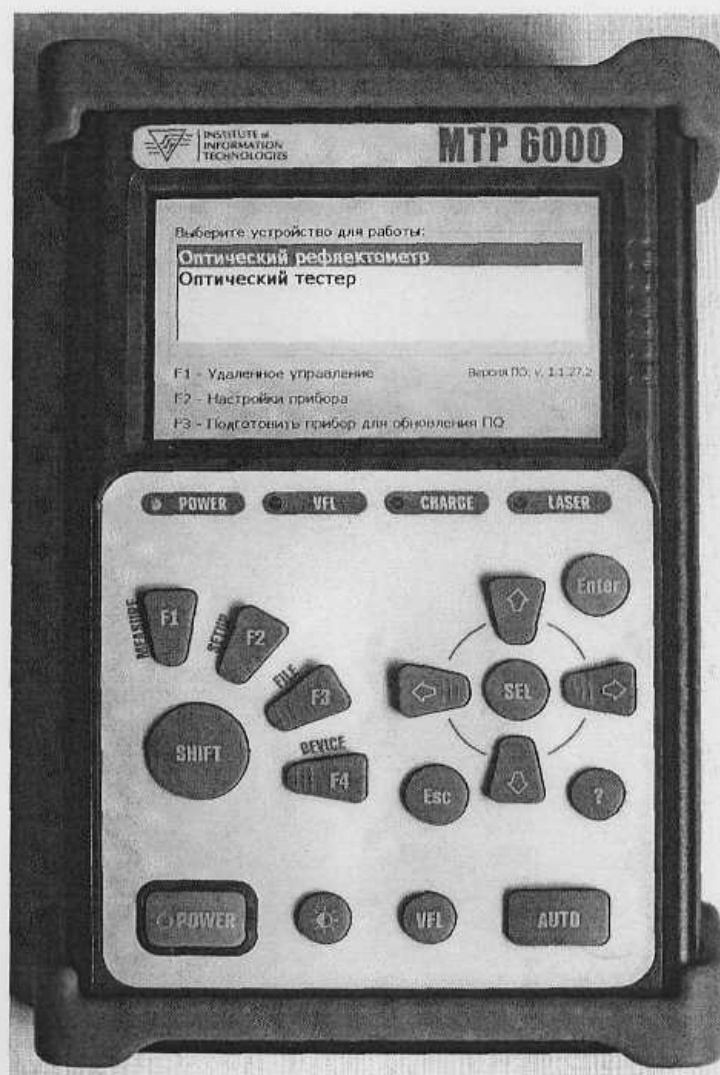 INSTITUTE of
INFORMATION
TECHNOLOGIES
MTP 6000
Выберите устройство для работы:
Оптический рефлектометр
Оптический тестер
F1 - Удаленное управление
Версия ПО: v. 1.1.27.2
F2 - Настройки прибора
F3 - Подготовить прибор для обновления ПО
POWER
VFL
CHARGE
LASER
MEASURE
F1
SETUP
F2
FILE
F3
DEVICE
F4
SHIFT
Enter
SEL
Esc
?
POWER
VFL
AUTO